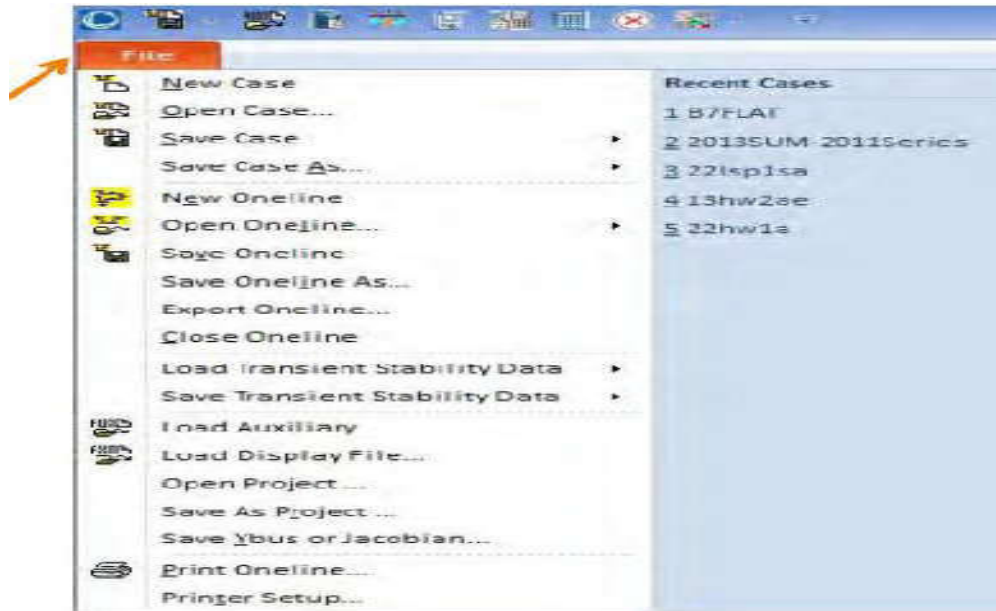 File
New Case
Open Case...
Save Case
Save Case As...
New Oneline
Open Oneline...
Save Oneline
Save Oneline As...
Export Oneline...
Close Oneline
Load Transient Stability Data
Save Transient Stability Data
Load Auxiliary
Load Display File...
Open Project ...
Save As Project ...
Save Ybus or Jacobian...
Print Oneline...
Printer Setup...
Recent Cases
1 B7FLAT
2 2013SUM-2011Series
3 22lsp1sa
4 13hw2ae
5 22hw1a